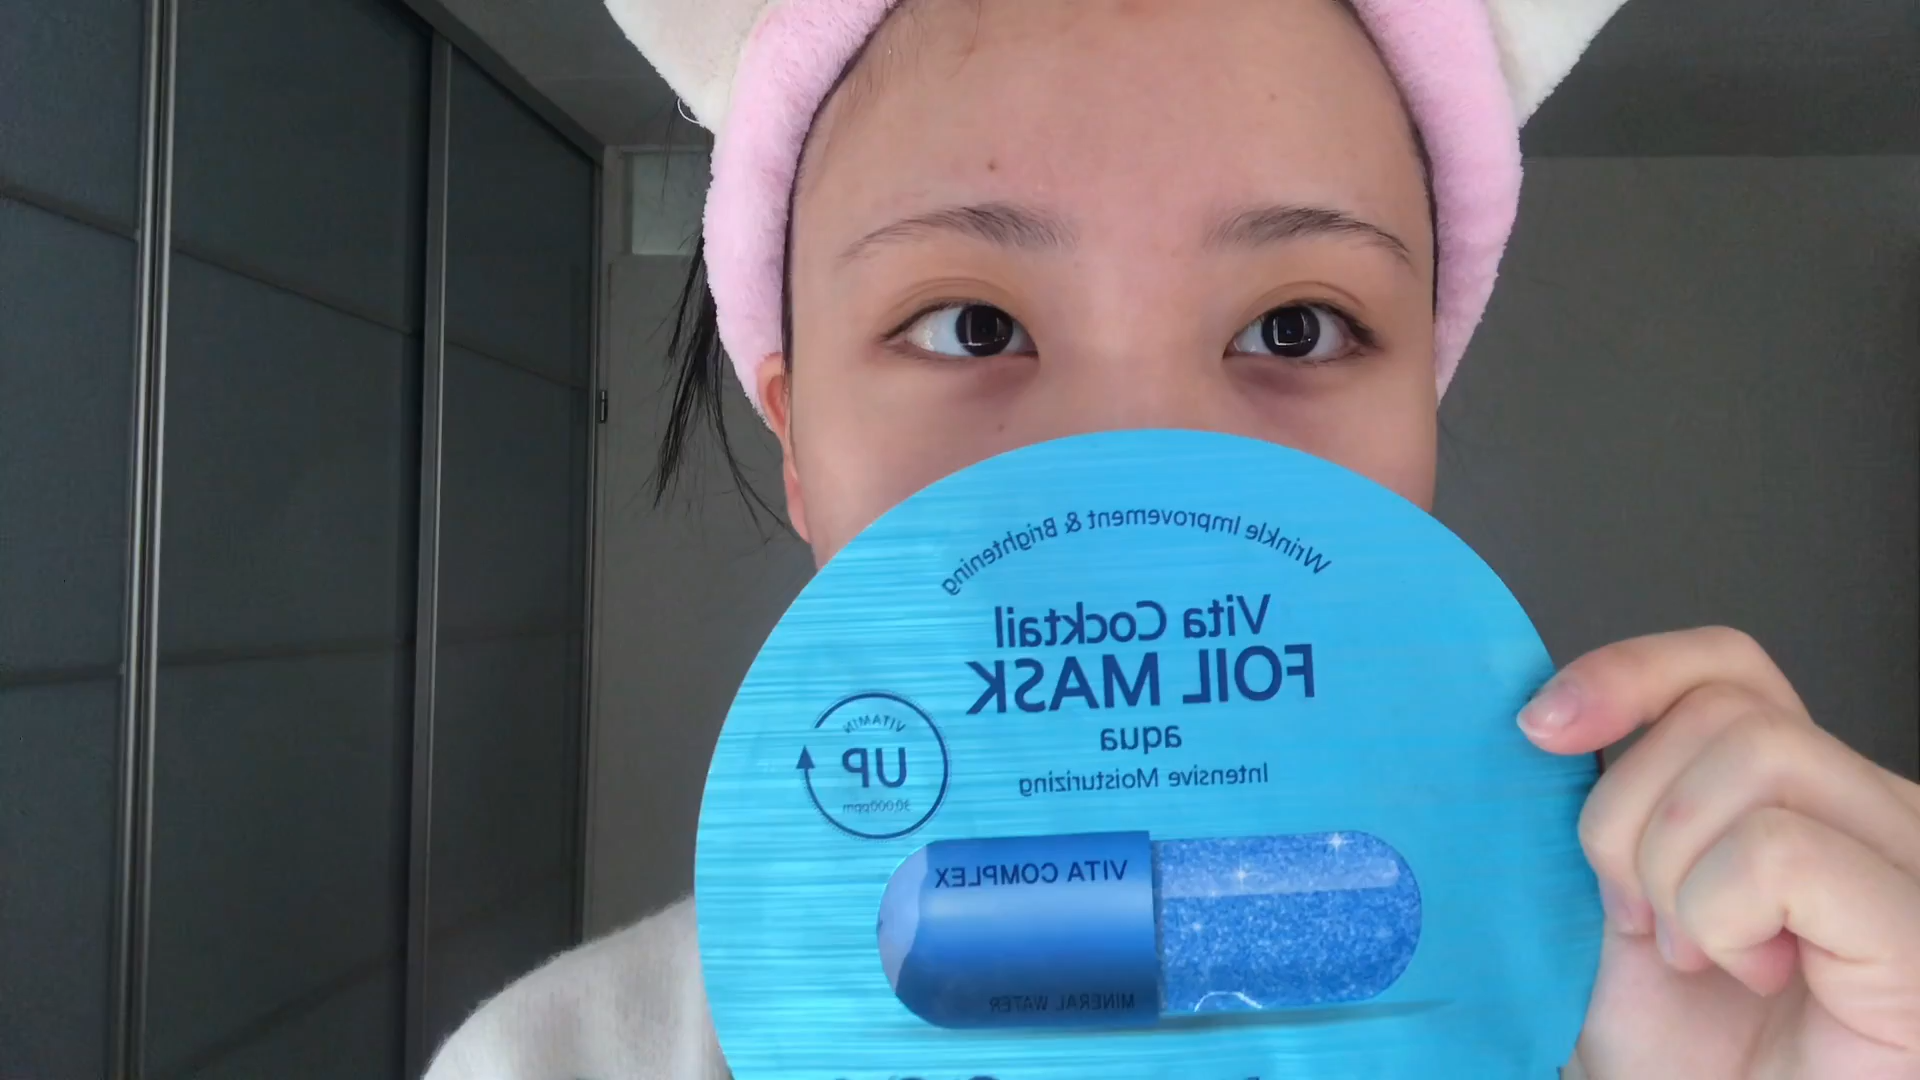 Wrinkle Improvement & Brightening
Vita Cocktail
FOIL MASK
aqua
Intensive Moisturizing
VITAMIN
UP
30,000ppm
VITA COMPLEX
MINERAL WATER